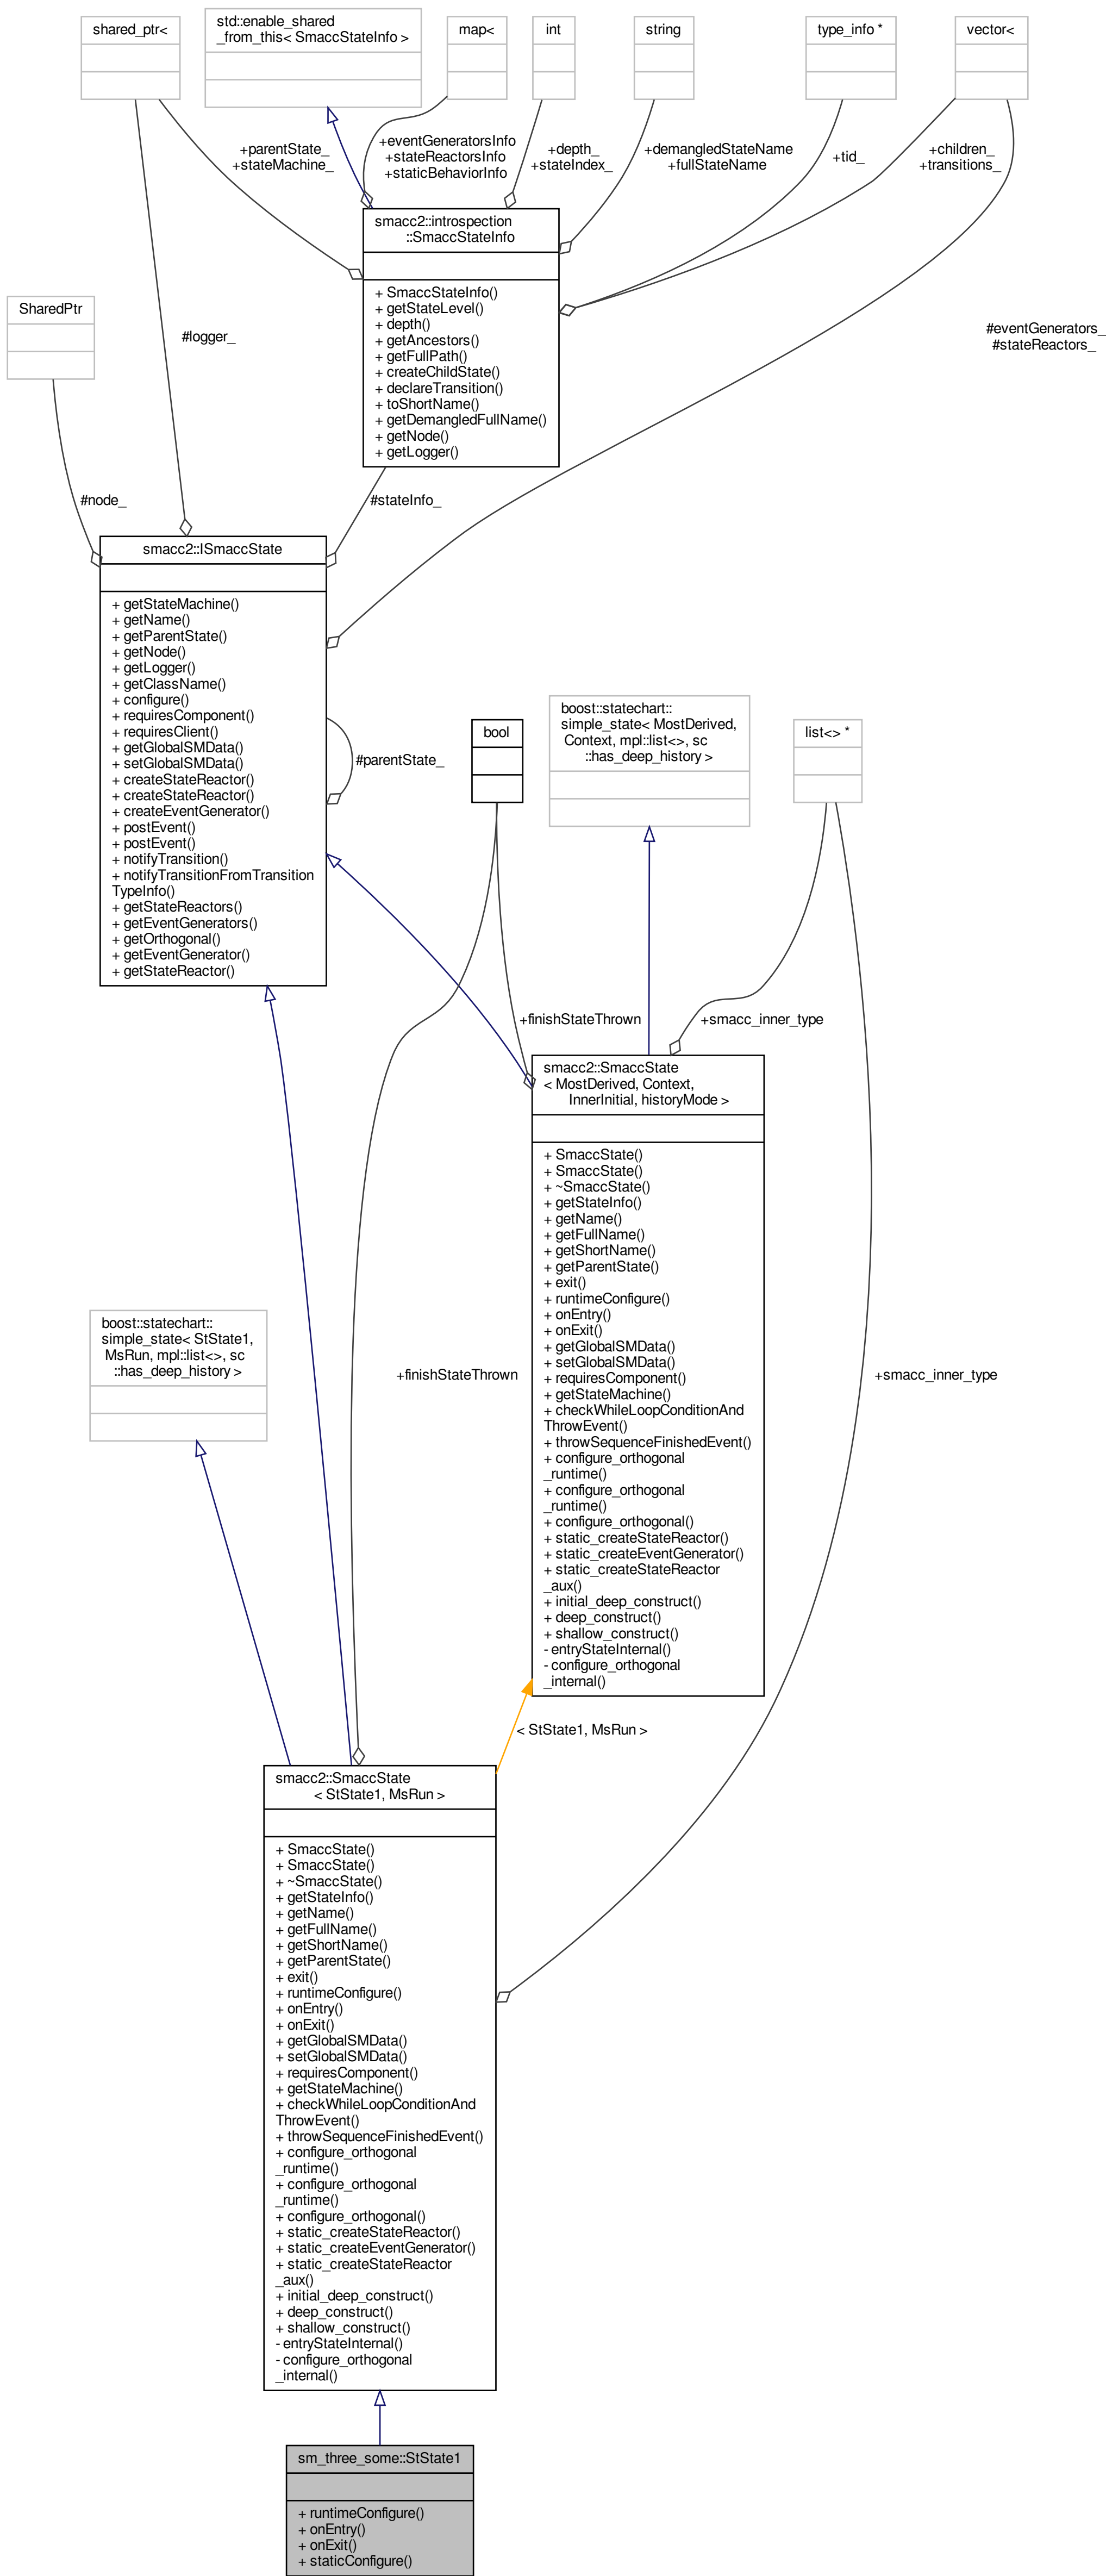 shared_ptr<
std::enable_shared
_from_this< SmaccStateInfo >
map<
int
string
type_info *
vector<
+parentState_
+stateMachine_
+eventGeneratorsInfo
+stateReactorsInfo
+staticBehaviorInfo
+depth_
+stateIndex_
+demangledStateName
+fullStateName
+tid_
+children_
+transitions_
smacc2::introspection
::SmaccStateInfo
+ SmaccStateInfo()
+ getStateLevel()
+ depth()
+ getAncestors()
+ getFullPath()
+ createChildState()
+ declareTransition()
+ toShortName()
+ getDemangledFullName()
+ getNode()
+ getLogger()
SharedPtr
#logger_
#eventGenerators_
#stateReactors_
#node_
#stateInfo_
smacc2::ISmaccState
+ getStateMachine()
+ getName()
+ getParentState()
+ getNode()
+ getLogger()
+ getClassName()
+ configure()
+ requiresComponent()
+ requiresClient()
+ getGlobalSMData()
+ setGlobalSMData()
+ createStateReactor()
+ createStateReactor()
+ createEventGenerator()
+ postEvent()
+ postEvent()
+ notifyTransition()
+ notifyTransitionFromTransition
TypeInfo()
+ getStateReactors()
+ getEventGenerators()
+ getOrthogonal()
+ getEventGenerator()
+ getStateReactor()
#parentState_
bool
boost::statechart::
simple_state< MostDerived,
Context, mpl::list<>, sc
::has_deep_history >
list<> *
+finishStateThrown
+smacc_inner_type
smacc2::SmaccState
< MostDerived, Context,
InnerInitial, historyMode >
+ SmaccState()
+ SmaccState()
+ ~SmaccState()
+ getStateInfo()
+ getName()
+ getFullName()
+ getShortName()
+ getParentState()
+ exit()
+ runtimeConfigure()
+ onEntry()
+ onExit()
+ getGlobalSMData()
+ setGlobalSMData()
+ requiresComponent()
+ getStateMachine()
+ checkWhileLoopConditionAnd
ThrowEvent()
+ throwSequenceFinishedEvent()
+ configure_orthogonal
_runtime()
+ configure_orthogonal
_runtime()
+ configure_orthogonal()
+ static_createStateReactor()
+ static_createEventGenerator()
+ static_createStateReactor
_aux()
+ initial_deep_construct()
+ deep_construct()
+ shallow_construct()
- entryStateInternal()
- configure_orthogonal
_internal()
boost::statechart::
simple_state< StState1,
MsRun, mpl::list<>, sc
::has_deep_history >
+finishStateThrown
+smacc_inner_type
< StState1, MsRun >
smacc2::SmaccState
< StState1, MsRun >
+ SmaccState()
+ SmaccState()
+ ~SmaccState()
+ getStateInfo()
+ getName()
+ getFullName()
+ getShortName()
+ getParentState()
+ exit()
+ runtimeConfigure()
+ onEntry()
+ onExit()
+ getGlobalSMData()
+ setGlobalSMData()
+ requiresComponent()
+ getStateMachine()
+ checkWhileLoopConditionAnd
ThrowEvent()
+ throwSequenceFinishedEvent()
+ configure_orthogonal
_runtime()
+ configure_orthogonal
_runtime()
+ configure_orthogonal()
+ static_createStateReactor()
+ static_createEventGenerator()
+ static_createStateReactor
_aux()
+ initial_deep_construct()
+ deep_construct()
+ shallow_construct()
- entryStateInternal()
- configure_orthogonal
_internal()
sm_three_some::StState1
+ runtimeConfigure()
+ onEntry()
+ onExit()
+ staticConfigure()